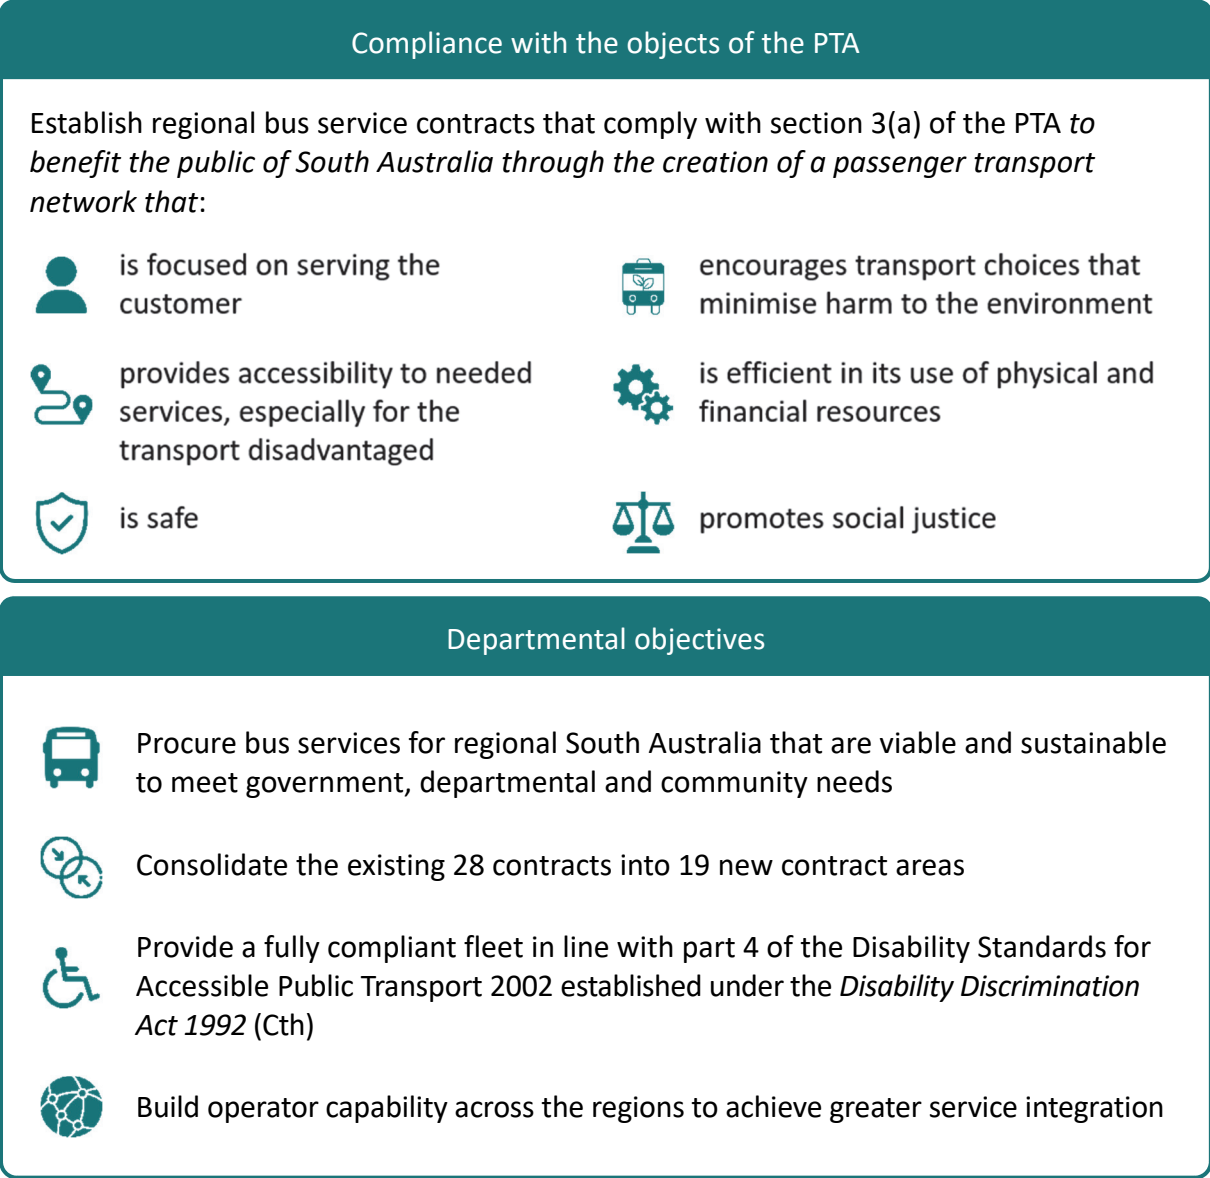 Compliance with the objects of the PTA
Establish regional bus service contracts that comply with section 3(a) of the PTA to
benefit the public of South Australia through the creation of a passenger transport
network that:
is focused on serving the
customer
encourages transport choices that
minimise harm to the environment
provides accessibility to needed
services, especially for the
transport disadvantaged
is efficient in its use of physical and
financial resources
is safe
promotes social justice
Departmental objectives
Procure bus services for regional South Australia that are viable and sustainable
to meet government, departmental and community needs
Consolidate the existing 28 contracts into 19 new contract areas
Provide a fully compliant fleet in line with part 4 of the Disability Standards for
Accessible Public Transport 2002 established under the Disability Discrimination
Act 1992 (Cth)
Build operator capability across the regions to achieve greater service integration